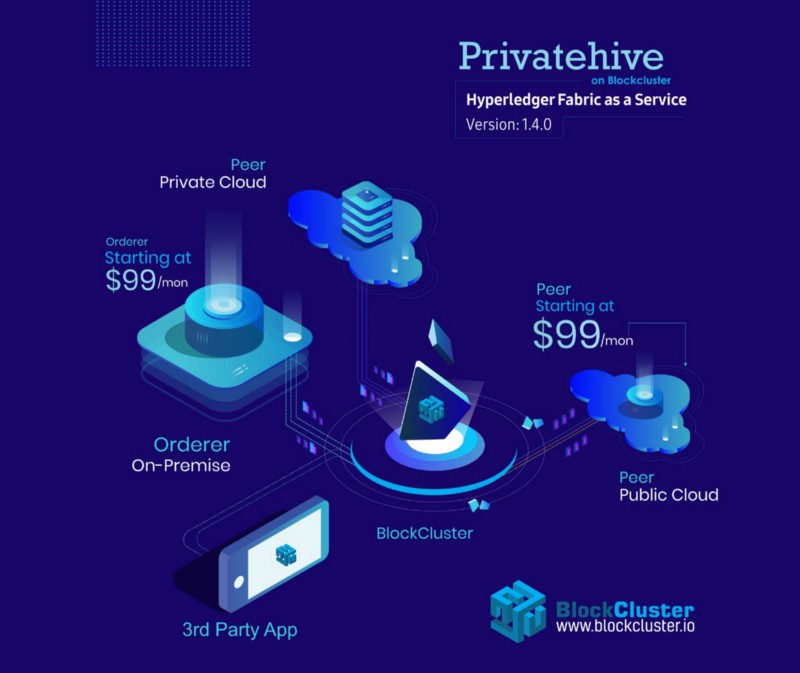 Privatehive
on Blockcluster
Hyperledger Fabric as a Service
Version: 1.4.0
Peer
Private Cloud
Orderer
Starting at
$99/mon
Peer
Starting at
$99/mon
Orderer
On-Premise
Peer
Public Cloud
BlockCluster
3rd Party App
BlockCluster
www.blockcluster.io